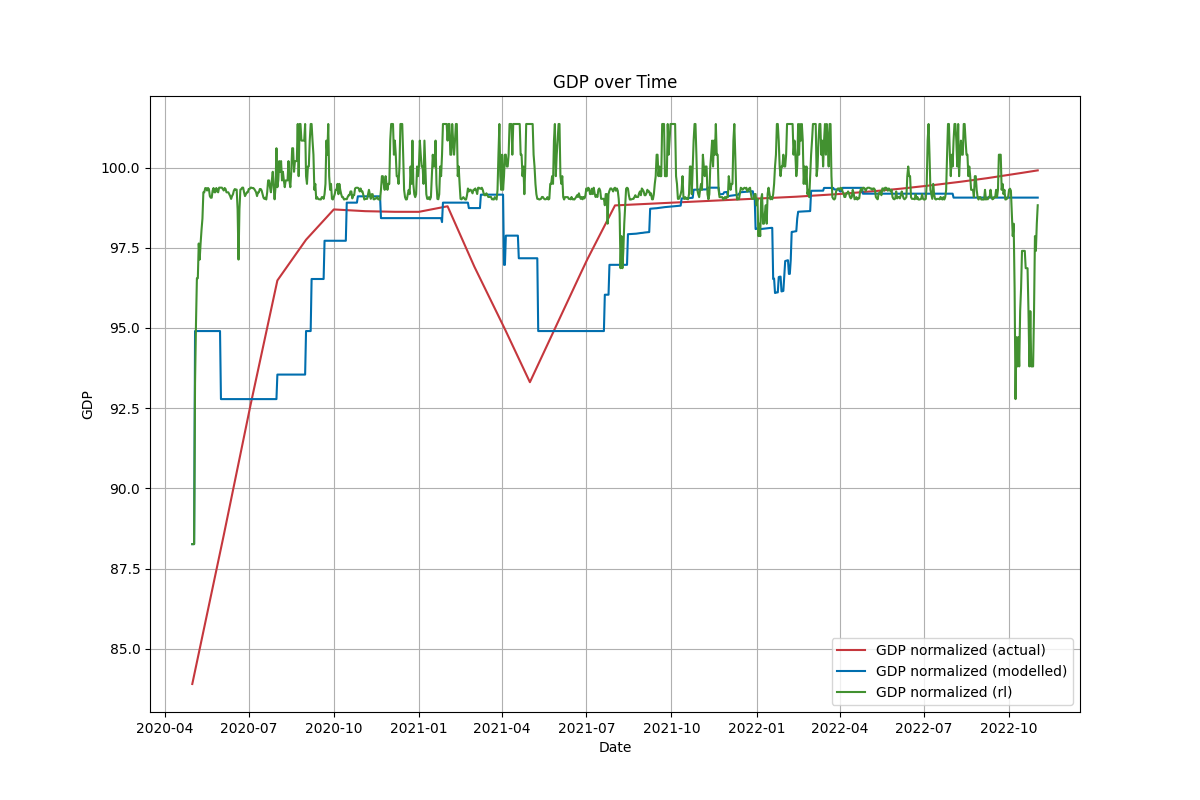 GDP over Time
GDP
100.0
97.5
95.0
92.5
90.0
87.5
85.0
GDP normalized (actual)
GDP normalized (modelled)
GDP normalized (rl)
2020-04 2020-07 2020-10 2021-01 2021-04 2021-07 2021-10 2022-01 2022-04 2022-07 2022-10
Date